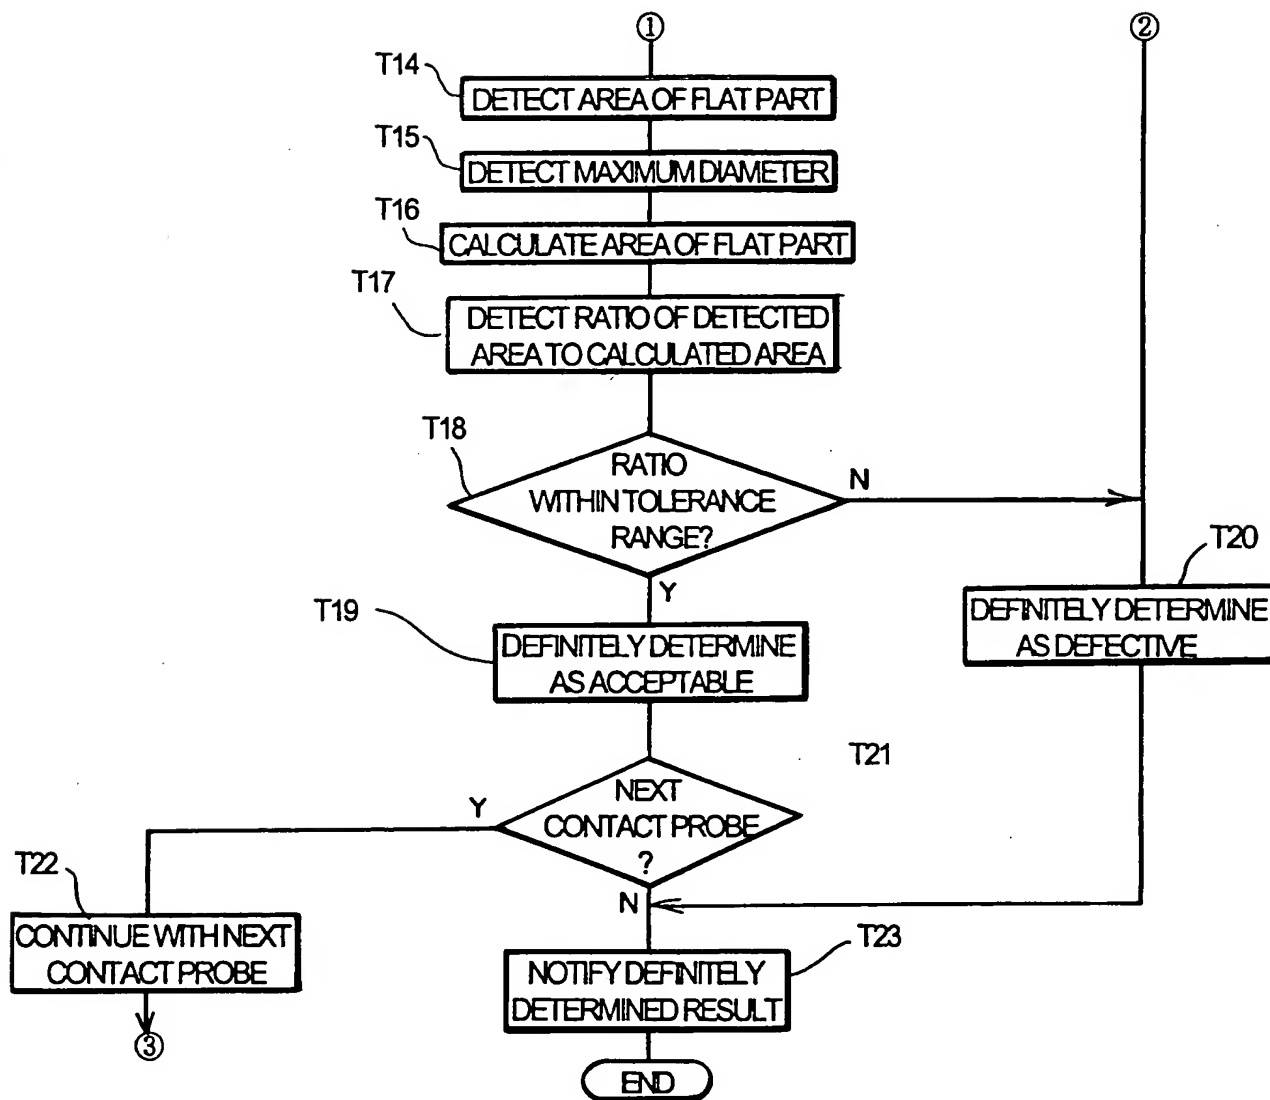 ①
②
T14
DETECT AREA OF FLAT PART
T15
DETECT MAXIMUM DIAMETER
T16
CALCULATE AREA OF FLAT PART
T17
DETECT RATIO OF DETECTED
AREA TO CALCULATED AREA
T18
RATIO
WITHIN TOLERANCE
RANGE?
N
Y
T20
DEFINITELY DETERMINE
AS DEFECTIVE
T19
DEFINITELY DETERMINE
AS ACCEPTABLE
T21
NEXT
CONTACT PROBE
?
Y
N
T22
CONTINUE WITH NEXT
CONTACT PROBE
③
T23
NOTIFY DEFINITELY
DETERMINED RESULT
END